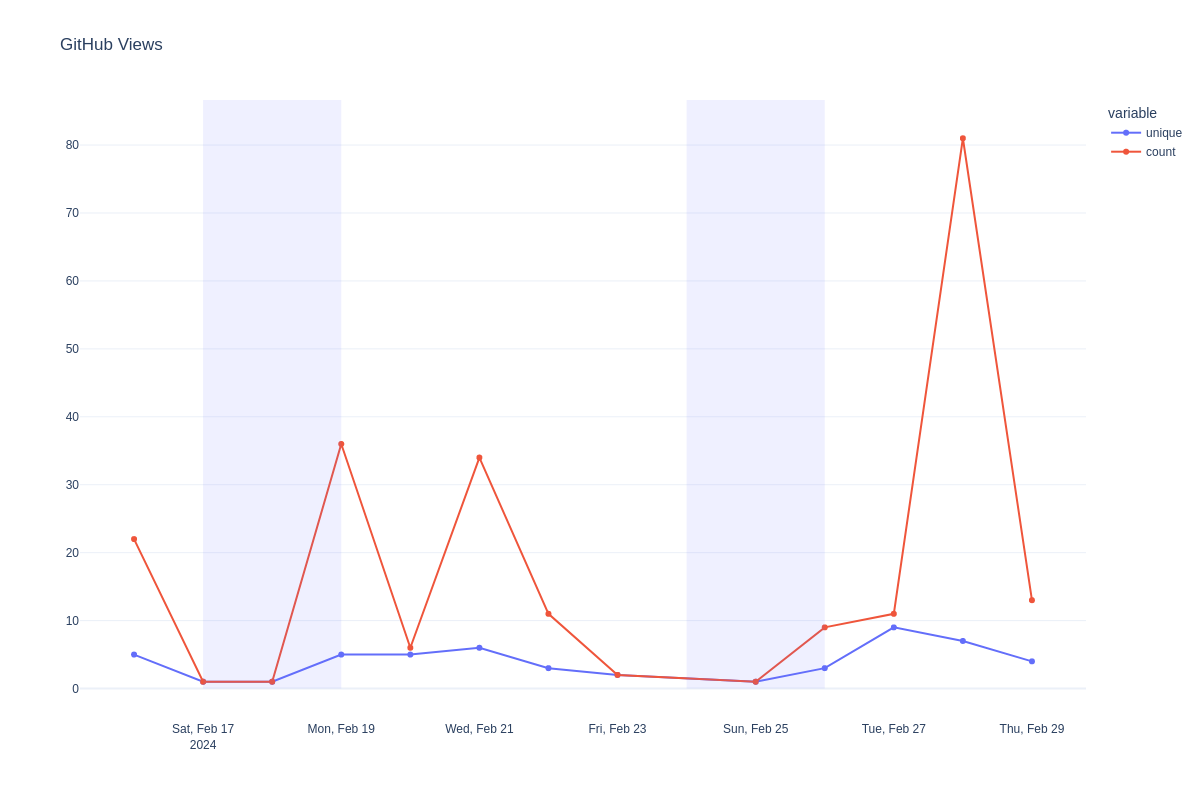 GitHub Views
variable
unique
count
80
70
60
50
40
30
20
10
0
Sat, Feb 17
2024
Mon, Feb 19
Wed, Feb 21
Fri, Feb 23
Sun, Feb 25
Tue, Feb 27
Thu, Feb 29